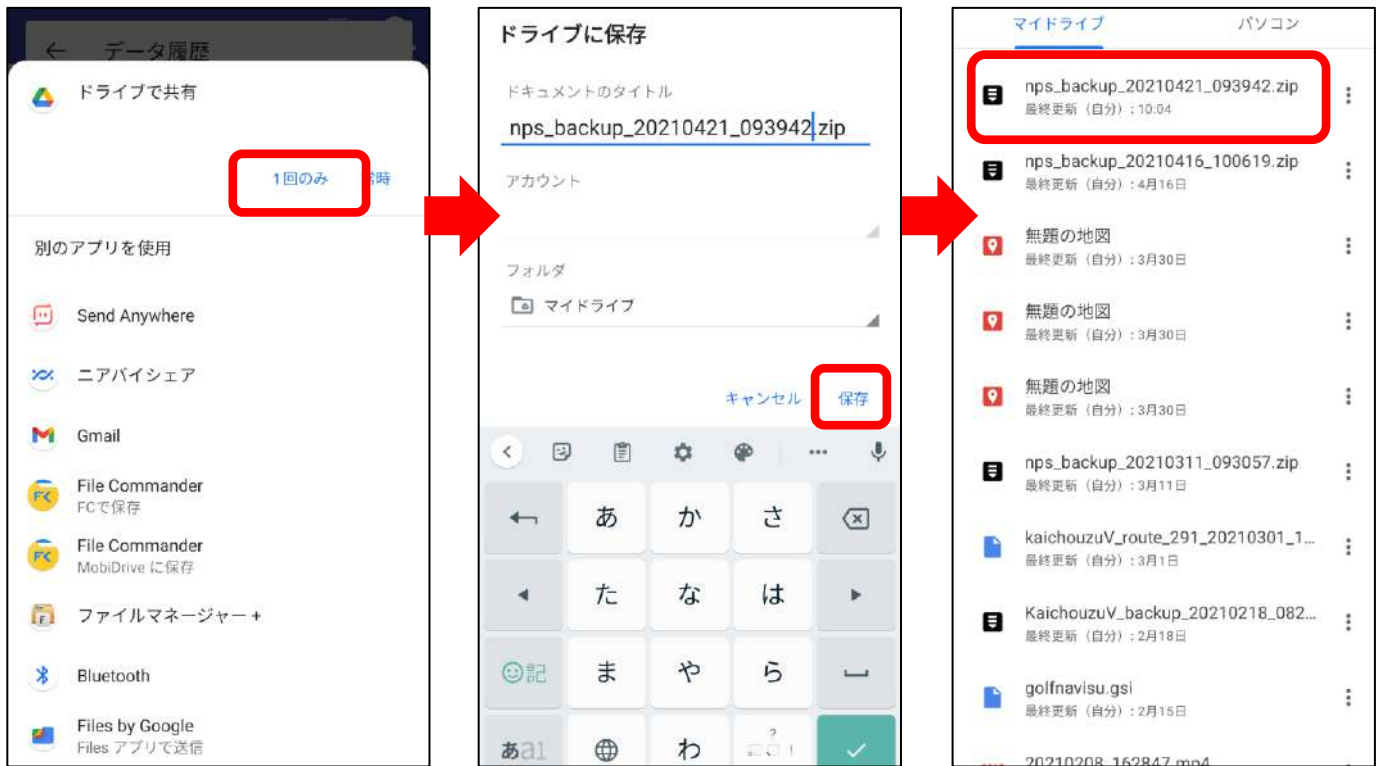 データ履歴
ドライブで共有
1回のみ
常時
別のアプリを使用
Send Anywhere
ニアバイシェア
Gmail
File Commander
FCで保存
File Commander
MobiDrive に保存
ファイルマネージャー +
Bluetooth
Files by Google
Files アプリで送信
ドライブに保存
ドキュメントのタイトル
nps_backup_20210421_093942.zip
アカウント
フォルダ
マイドライブ
キャンセル
保存
あ か さ
た な は
記 ま や ら
あa1 わ 、。?!
マイドライブ
パソコン
nps_backup_20210421_093942.zip
最終更新(自分):10:04
nps_backup_20210416_100619.zip
最終更新(自分):4月16日
無題の地図
最終更新(自分):3月30日
無題の地図
最終更新(自分):3月30日
無題の地図
最終更新(自分):3月30日
nps_backup_20210311_093057.zip
最終更新(自分):3月11日
kaichouzuV_route_291_20210301_1...
最終更新(自分):3月1日
KaichouzuV_backup_20210218_082...
最終更新(自分):2月18日
golfnavisu.gsi
最終更新(自分):2月15日
20210208_162847.mp4